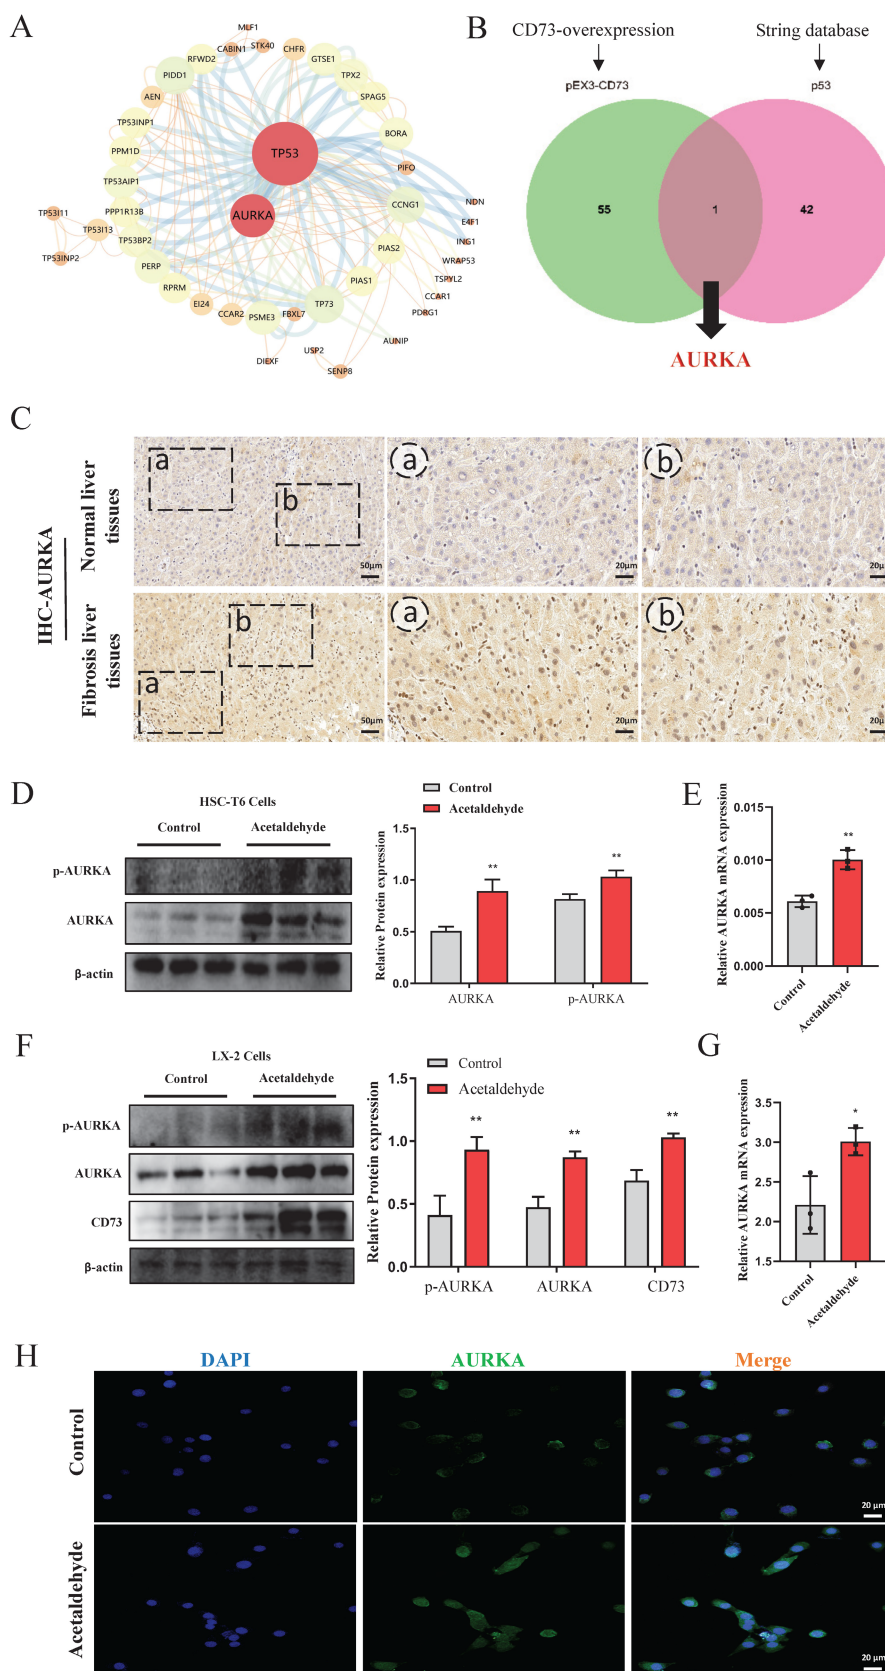 A
MLF1
CABIN1
STK40
RFWD2
CHFR
GTSE1
PIDD1
TPX2
AEN
SPAG5
TP53INP1
BORA
PPM1D
TP53
PIFO
TP53AIP1
CCNG1
NDN
TP53I11
PPP1R13B
AURKA
E4F1
TP53I13
TP53BP2
PIAS2
ING1
TP53INP2
PERP
WRAP53
RPRM
PIAS1
TSPYL2
EI24
TP73
CCAR1
CCAR2
PSME3
FBXL7
PDRG1
DIEXF
USP2
AUNIP
SENP8
B
CD73-overexpression
String database
pEX3-CD73
p53
55
1
42
AURKA
C
IHC-AURKA
Normal liver
tissues
a
b
50μm
a
20μm
b
20μ
Fibrosis liver
tissues
b
a
50μm
a
20μm
b
20μ
D
HSC-T6 Cells
Control
Acetaldehyde
p-AURKA
AURKA
β-actin
Control
Acetaldehyde
Relative Protein expression
1.5
1.0
0.5
0.0
**
**
AURKA
p-AURKA
E
Relative AURKA mRNA expression
0.015
0.010
0.005
0.000
**
Control
Acetaldehyde
F
LX-2 Cells
Control
Acetaldehyde
p-AURKA
AURKA
CD73
β-actin
Control
Acetaldehyde
Relative Protein expression
1.5
1.0
0.5
0.0
**
**
**
p-AURKA
AURKA
CD73
G
Relative AURKA mRNA expression
3.5
3.0
2.5
2.0
1.5
*
Control
Acetaldehyde
H
DAPI
AURKA
Merge
Control
20 μm
Acetaldehyde
20 μm